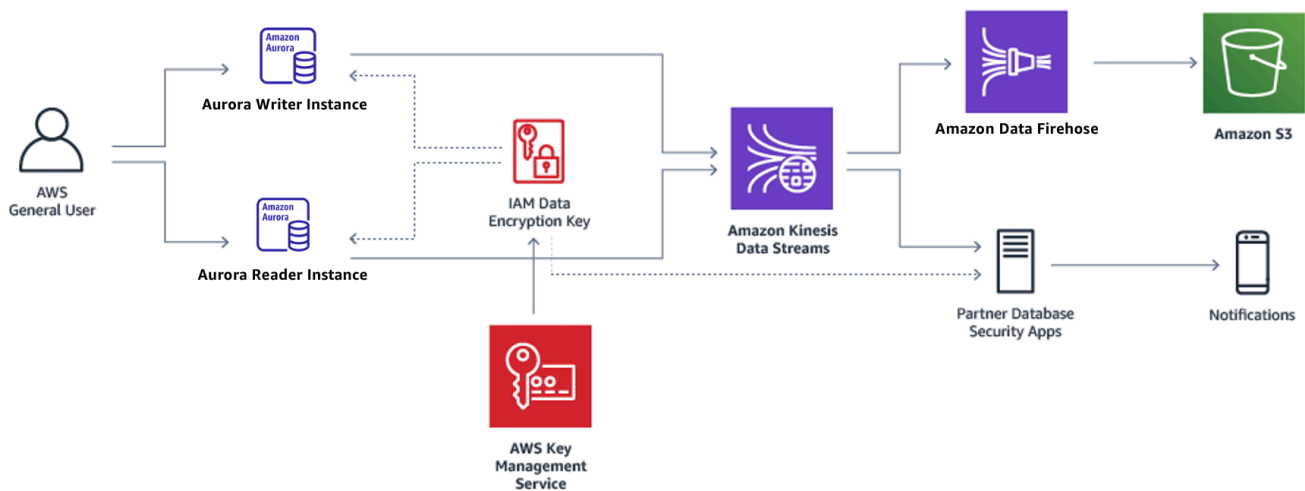 Amazon
Aurora
Aurora Writer Instance
AWS
General User
Amazon
Aurora
Aurora Reader Instance
IAM Data
Encryption Key
AWS Key
Management
Service
Amazon Kinesis
Data Streams
Amazon Data Firehose
Amazon S3
Partner Database
Security Apps
Notifications